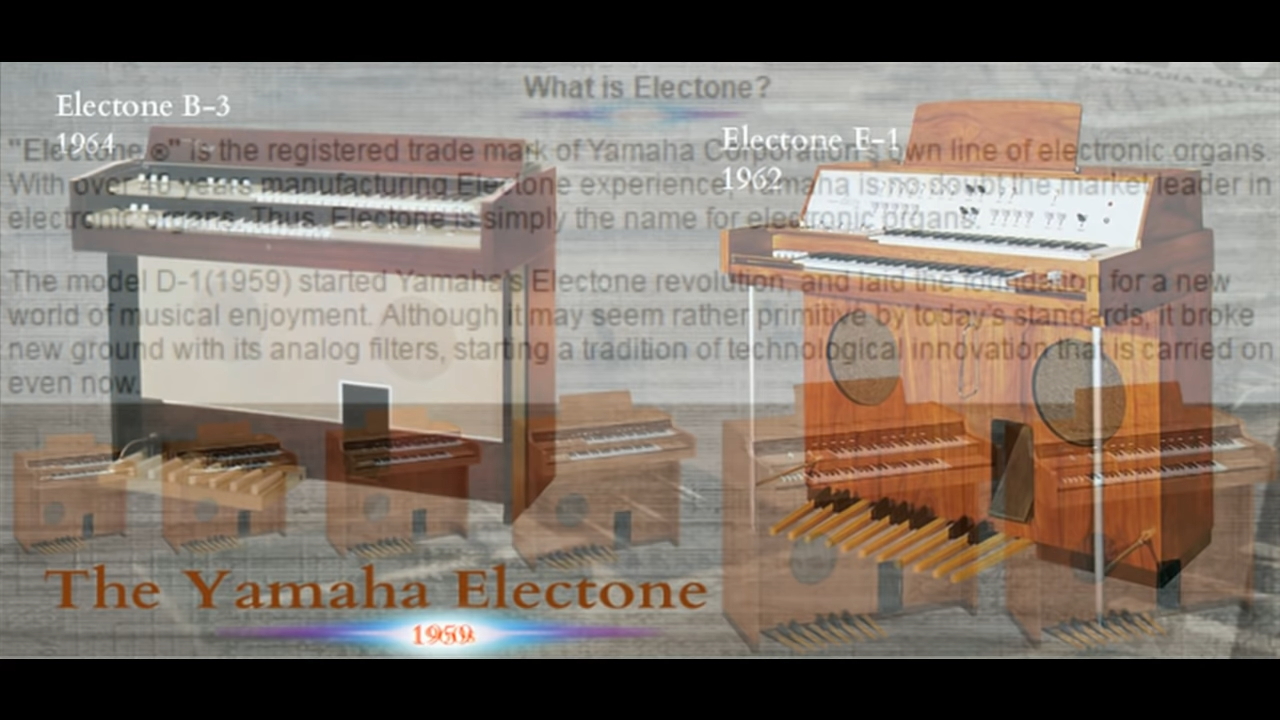 What is Electone?
Electone B-3
1964
Electone E-1
1962
"Electone ®" is the registered trade mark of Yamaha Corporation's own line of electronic organs.
With over 40 years manufacturing Electone experience, Yamaha is no doubt the market leader in
electronic organs. Thus, Electone is simply the name for electronic organs.
The model D-1(1959) started Yamaha's Electone revolution, and laid the foundation for a new
world of musical enjoyment. Although it may seem rather primitive by today's standards, it broke
new ground with its analog filters, starting a tradition of technological innovation that is carried on
even now.
The Yamaha Electone